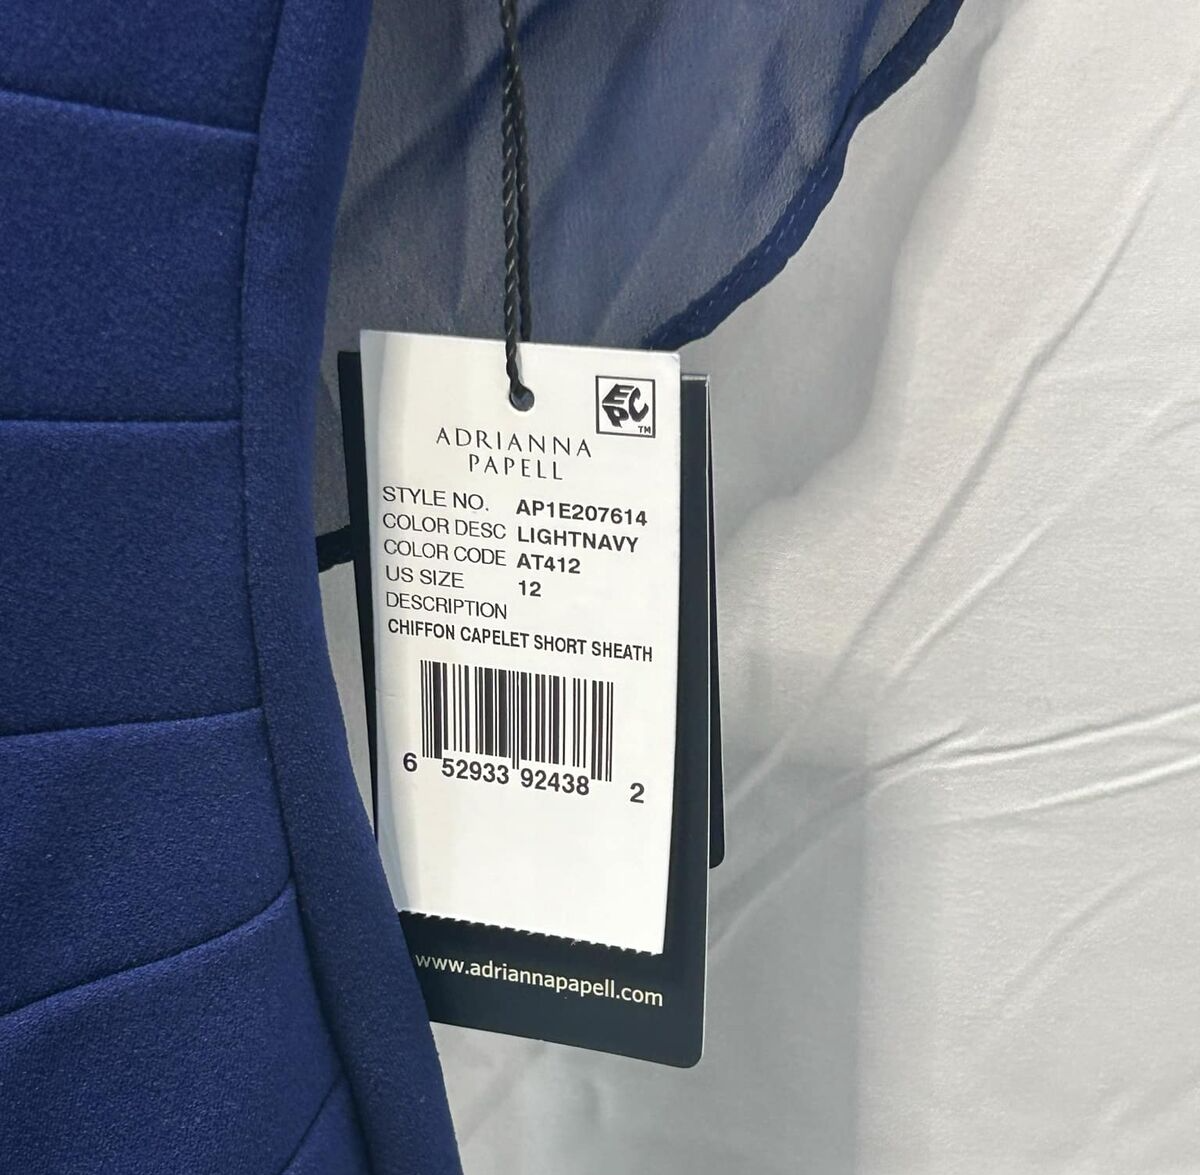 EPC
TM
ADRIANNA
PAPELL
STYLE NO. AP1E207614
COLOR DESC LIGHTNAVY
COLOR CODE AT412
US SIZE 12
DESCRIPTION
CHIFFON CAPELET SHORT SHEATH
6 52933 92438 2
www.adriannapapell.com